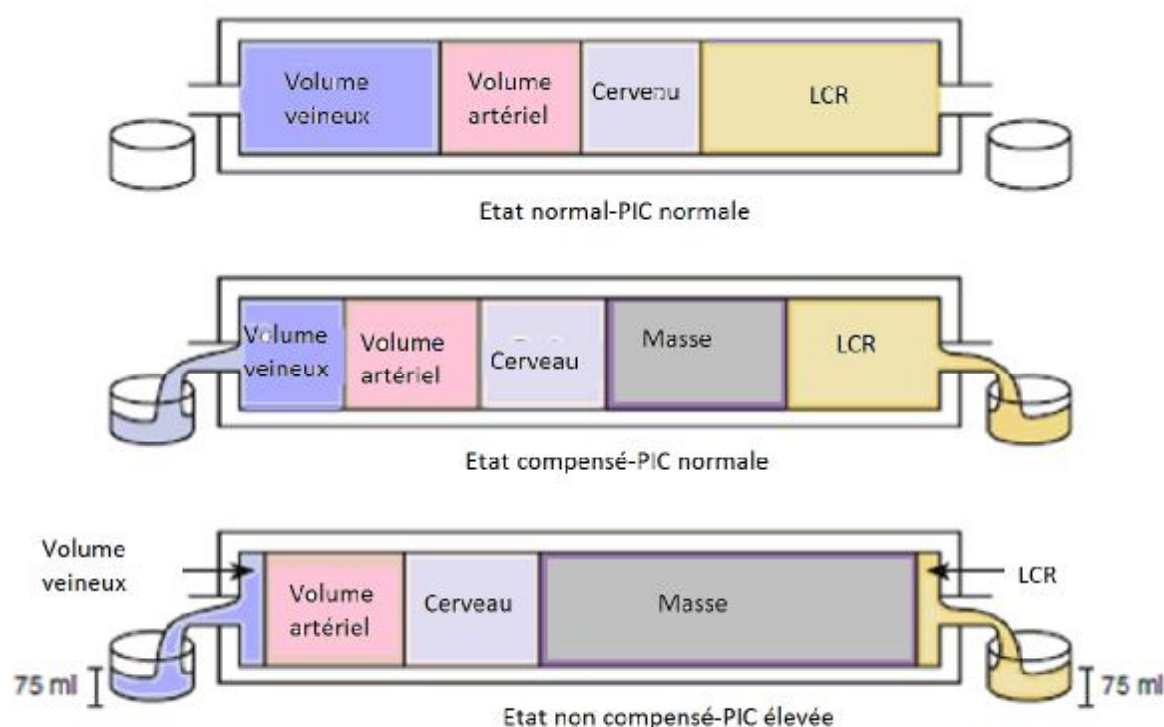 Volume
veineux
Volume
artériel
Cerveau
LCR
Etat normal-PIC normale
Volume
veineux
Volume
artériel
Cerveau
Masse
LCR
Etat compensé-PIC normale
Volume
veineux
Volume
artériel
Cerveau
Masse
LCR
75 ml
75 ml
Etat non compensé-PIC élevée